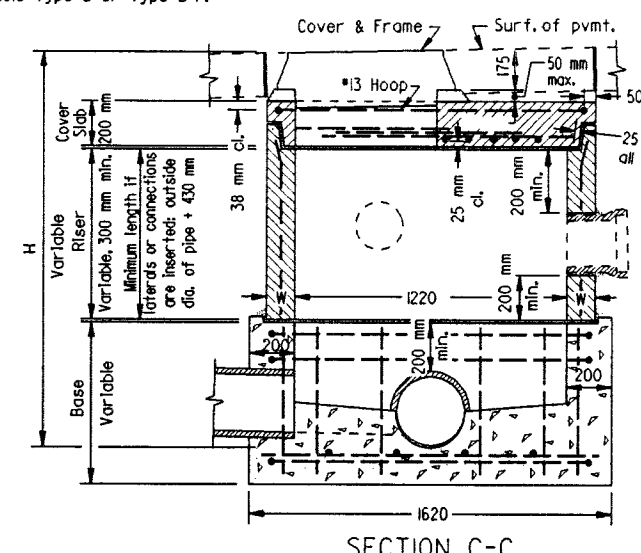 Cover & Frame
Surf. of pvmt.
175
50 mm
max.
50
#13 Hoop
Cover
Slab
200 mm
38 mm cl.
25 mm
cl.
200 mm
min.
25
all
H
Variable
Riser
Variable, 300 mm min.
Minimum length if
laterals or connections
are inserted: outside
dia. of pipe + 430 mm
W
1220
200 mm
min.
W
200
200 mm
min.
200
Base
Variable
1620
SECTION C-C